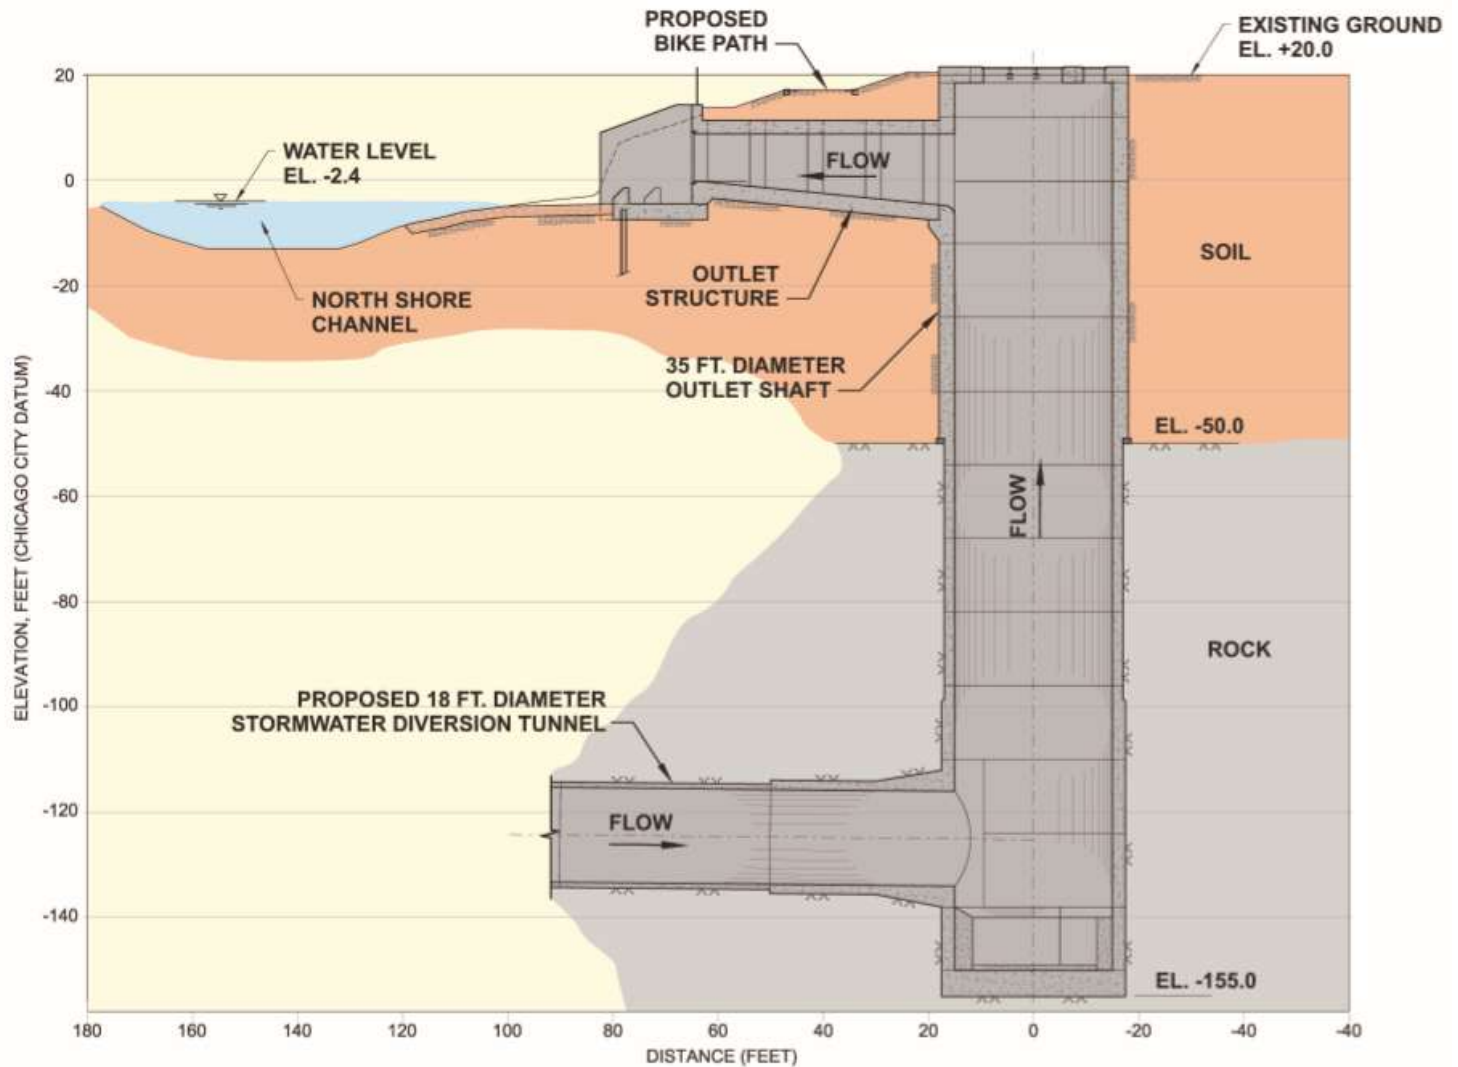 PROPOSED
BIKE PATH
EXISTING GROUND
EL. +20.0
WATER LEVEL
EL. -2.4
FLOW
SOIL
NORTH SHORE
CHANNEL
OUTLET
STRUCTURE
35 FT. DIAMETER
OUTLET SHAFT
EL. -50.0
FLOW
ROCK
PROPOSED 18 FT. DIAMETER
STORMWATER DIVERSION TUNNEL
FLOW
EL. -155.0
ELEVATION, FEET (CHICAGO CITY DATUM)
20
0
-20
-40
-60
-80
-100
-120
-140
180 160 140 120 100 80 60 40 20 0 -20 -40 -40
DISTANCE (FEET)